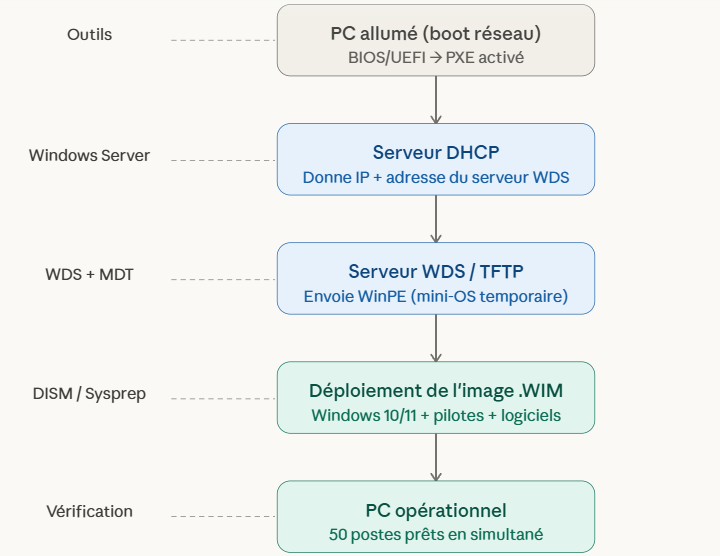 Outils
PC allumé (boot réseau)
BIOS/UEFI → PXE activé
Windows Server
Serveur DHCP
Donne IP + adresse du serveur WDS
WDS + MDT
Serveur WDS / TFTP
Envoie WinPE (mini-OS temporaire)
DISM / Sysprep
Déploiement de l'image .WIM
Windows 10/11 + pilotes + logiciels
Vérification
PC opérationnel
50 postes prêts en simultané